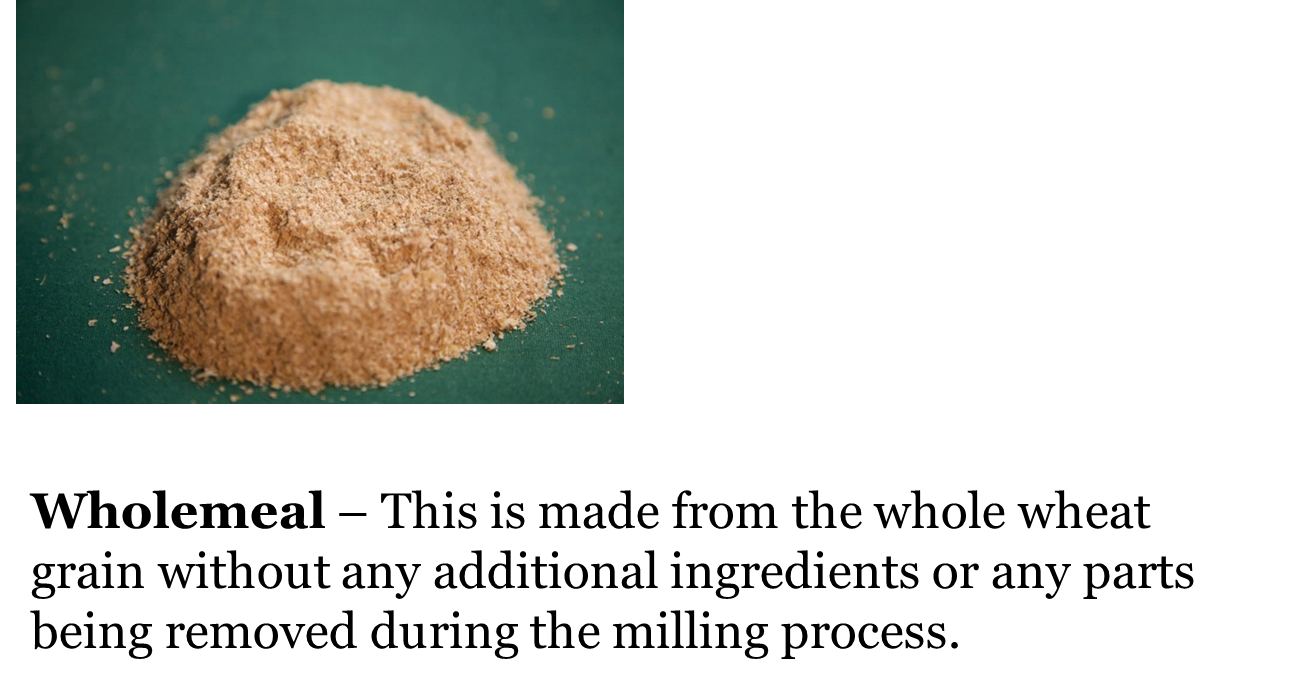 Wholemeal – This is made from the whole wheat
grain without any additional ingredients or any parts
being removed during the milling process.